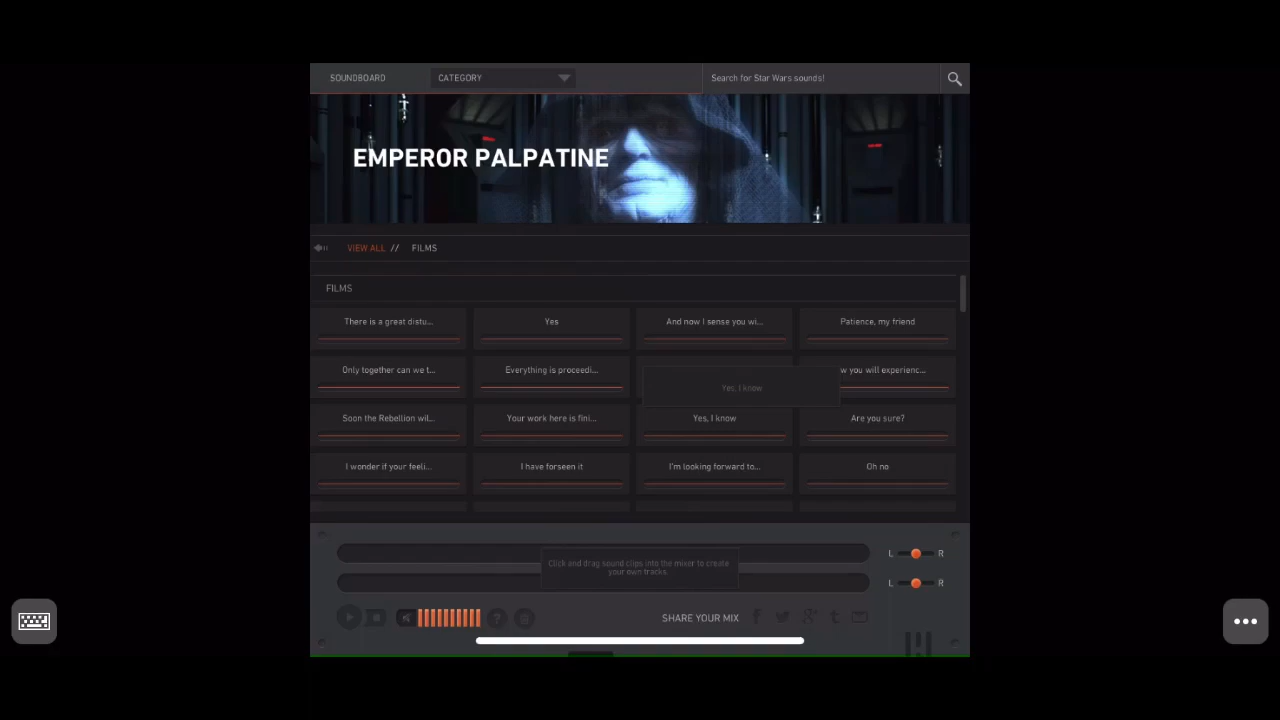 SOUNDBOARD
CATEGORY
Search for Star Wars sounds!
EMPEROR PALPATINE
VIEW ALL // FILMS
FILMS
There is a great distu...
Yes
And now I sense you wi...
Patience, my friend
Only together can we t...
Everything is proceedi...
Yes, I know
w you will experienc...
Soon the Rebellion wil...
Your work here is fini...
Yes, I know
Are you sure?
I wonder if your feeli...
I have forseen it
I'm looking forward to...
Oh no
Click and drag sound clips into the mixer to create
your own tracks.
L R
L R
?
SHARE YOUR MIX